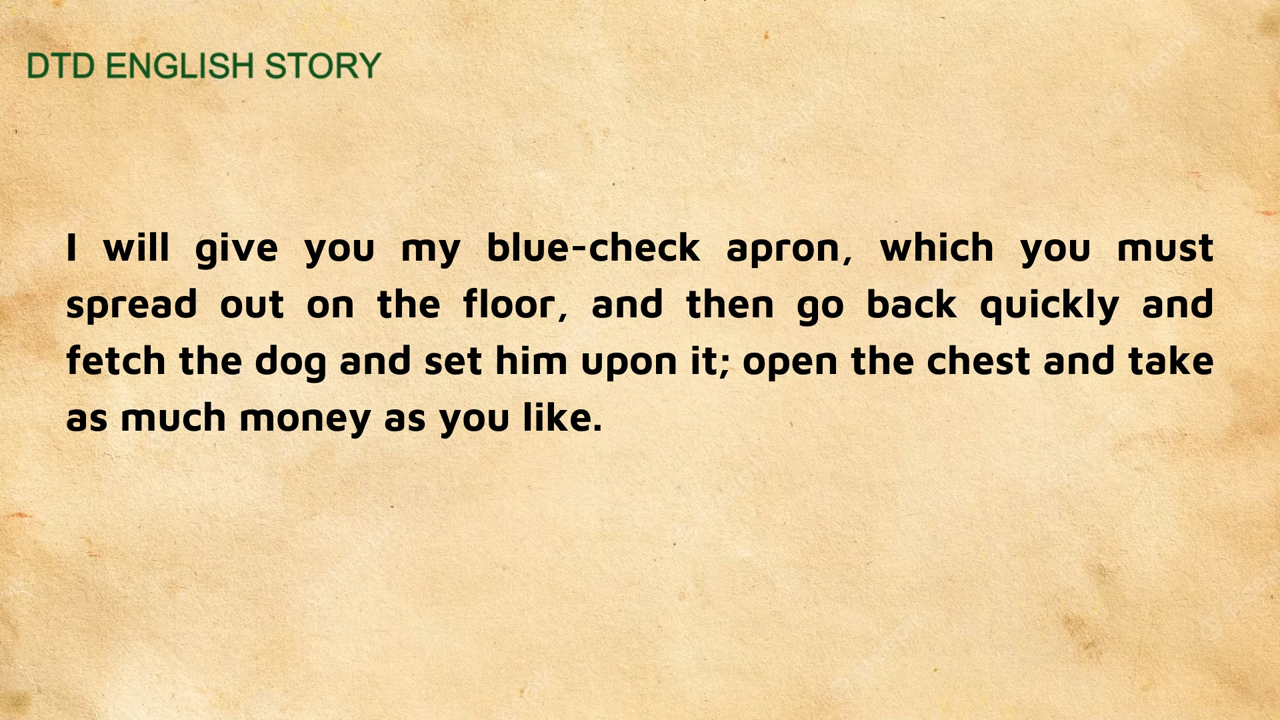 DTD ENGLISH STORY
I will give you my blue-check apron, which you must
spread out on the floor, and then go back quickly and
fetch the dog and set him upon it; open the chest and take
as much money as you like.